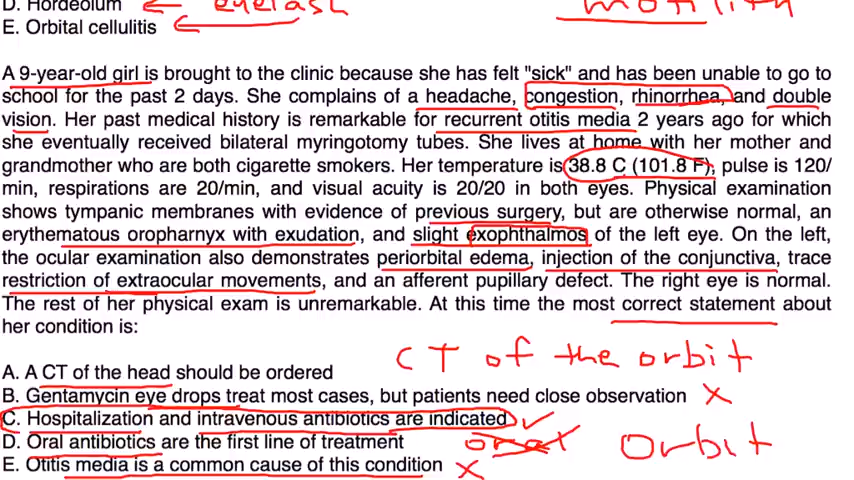 D. Hordeolum eyelash motility
E. Orbital cellulitis
A 9-year-old girl is brought to the clinic because she has felt "sick" and has been unable to go to
school for the past 2 days. She complains of a headache, congestion, rhinorrhea, and double
vision. Her past medical history is remarkable for recurrent otitis media 2 years ago for which
she eventually received bilateral myringotomy tubes. She lives at home with her mother and
grandmother who are both cigarette smokers. Her temperature is 38.8 C (101.8 F), pulse is 120/
min, respirations are 20/min, and visual acuity is 20/20 in both eyes. Physical examination
shows tympanic membranes with evidence of previous surgery, but are otherwise normal, an
erythematous oropharynx with exudation, and slight exophthalmos of the left eye. On the left,
the ocular examination also demonstrates periorbital edema, injection of the conjunctiva, trace
restriction of extraocular movements, and an afferent pupillary defect. The right eye is normal.
The rest of her physical exam is unremarkable. At this time the most correct statement about
her condition is:
CT of the orbit
A. A CT of the head should be ordered
B. Gentamycin eye drops treat most cases, but patients need close observation
C. Hospitalization and intravenous antibiotics are indicated
D. Oral antibiotics are the first line of treatment oral Orbit
E. Otitis media is a common cause of this condition